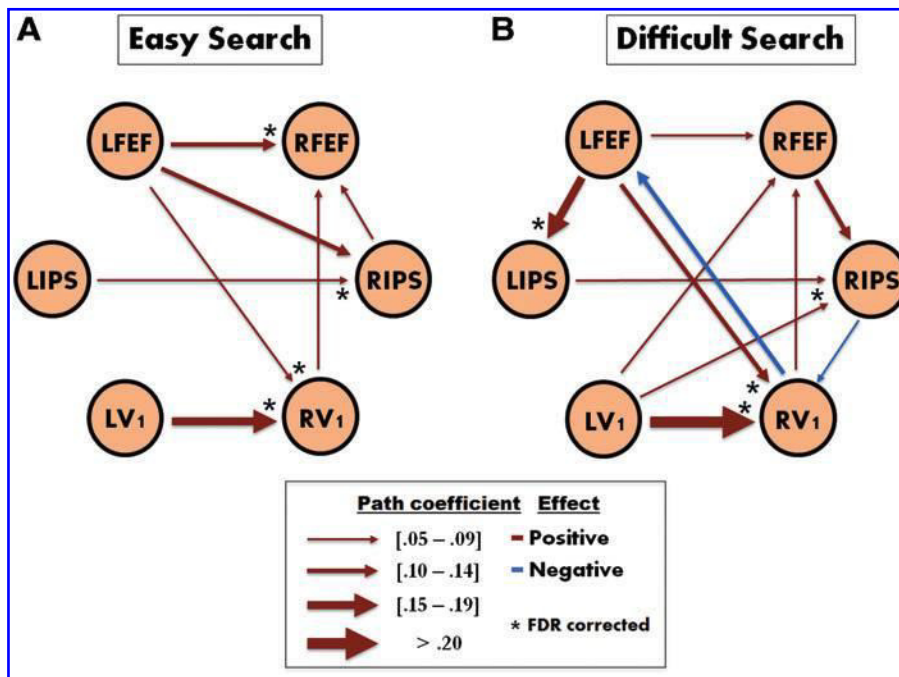 A
Easy Search
LFEF
*
RFEF
LIPS
RIPS
*
*
LV1
*
RV1
B
Difficult Search
LFEF
RFEF
*
LIPS
RIPS
*
*
*
LV1
RV1
Path coefficient Effect
[.05 – .09]
Positive
[.10 – .14]
Negative
[.15 – .19]
* FDR corrected
> .20